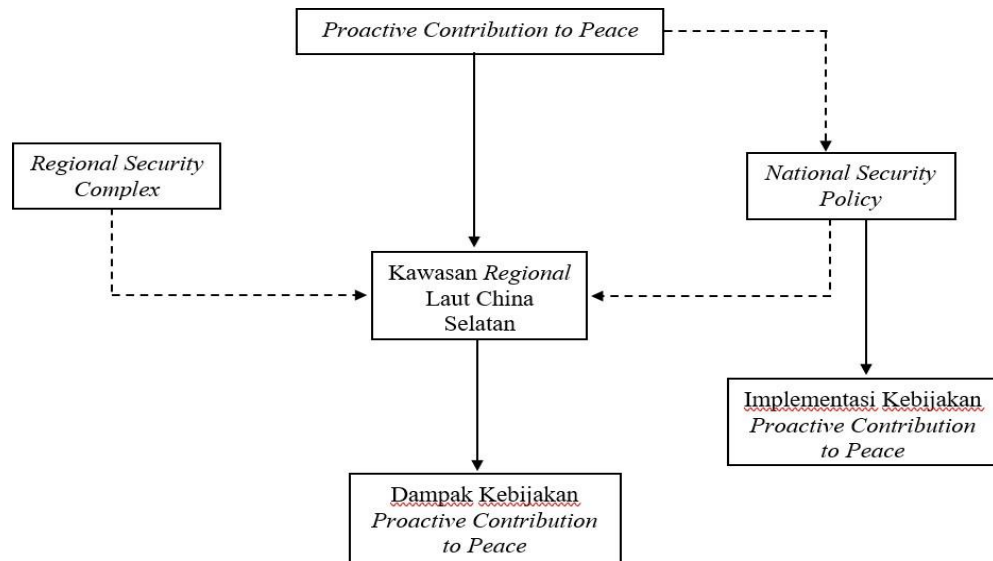 Proactive Contribution to Peace
Regional Security
Complex
National Security
Policy
Kawasan Regional
Laut China
Selatan
Implementasi Kebijakan
Proactive Contribution
to Peace
Dampak Kebijakan
Proactive Contribution
to Peace